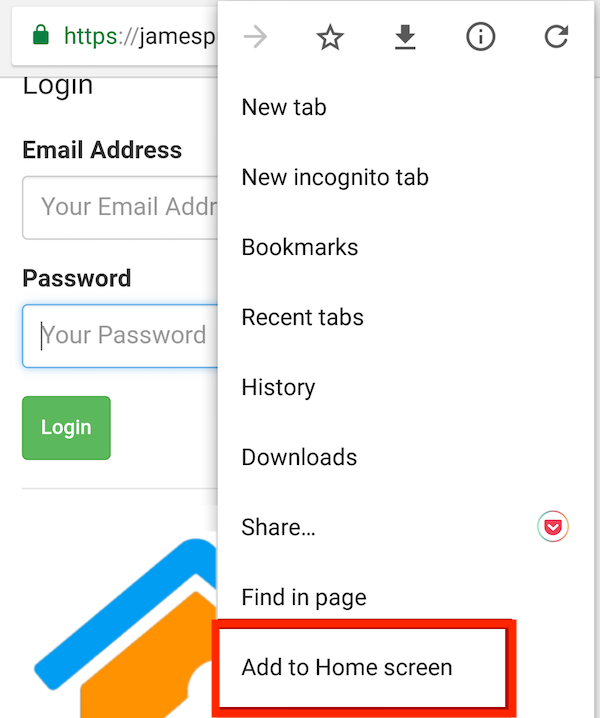 https://jamesp
Login
Email Address
Your Email Addr
Password
Your Password
Login
New tab
New incognito tab
Bookmarks
Recent tabs
History
Downloads
Share...
Find in page
Add to Home screen